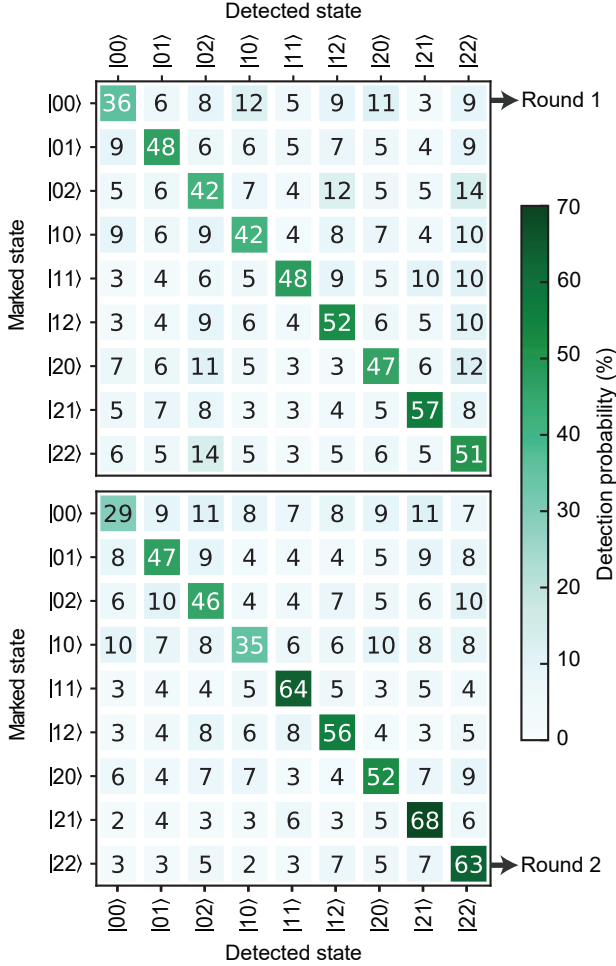 Detected state
|00⟩ |01⟩ |02⟩ |10⟩ |11⟩ |12⟩ |20⟩ |21⟩ |22⟩
Marked state
|00⟩ 36 6 8 12 5 9 11 3 9 Round 1
|01⟩ 9 48 6 6 5 7 5 4 9
|02⟩ 5 6 42 7 4 12 5 5 14
|10⟩ 9 6 9 42 4 8 7 4 10
|11⟩ 3 4 6 5 48 9 5 10 10
|12⟩ 3 4 9 6 4 52 6 5 10
|20⟩ 7 6 11 5 3 3 47 6 12
|21⟩ 5 7 8 3 3 4 5 57 8
|22⟩ 6 5 14 5 3 5 6 5 51
Marked state
|00⟩ 29 9 11 8 7 8 9 11 7
|01⟩ 8 47 9 4 4 4 5 9 8
|02⟩ 6 10 46 4 4 7 5 6 10
|10⟩ 10 7 8 35 6 6 10 8 8
|11⟩ 3 4 4 5 64 5 3 5 4
|12⟩ 3 4 8 6 8 56 4 3 5
|20⟩ 6 4 7 7 3 4 52 7 9
|21⟩ 2 4 3 3 6 3 5 68 6
|22⟩ 3 3 5 2 3 7 5 7 63 Round 2
|00⟩ |01⟩ |02⟩ |10⟩ |11⟩ |12⟩ |20⟩ |21⟩ |22⟩
Detected state
70
60
50
40
30
20
10
0
Detection probability (%)